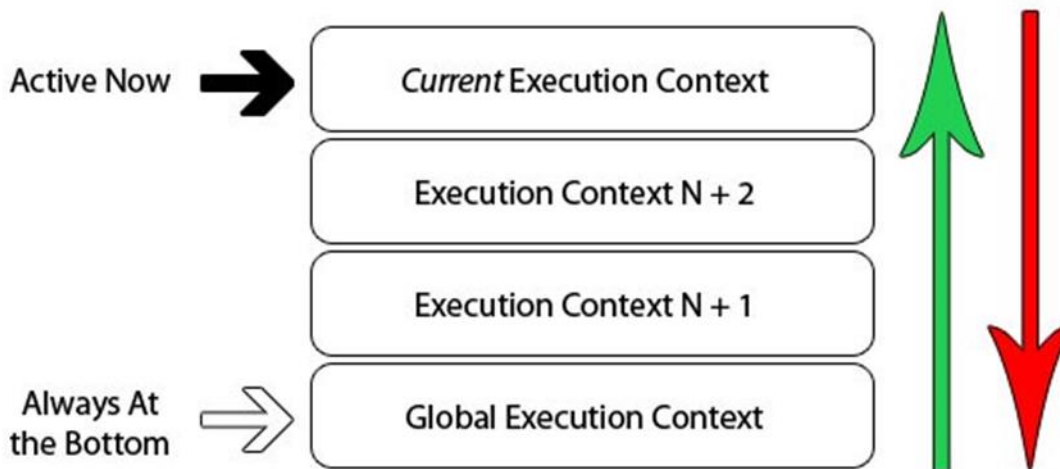 Active Now
Current Execution Context
Execution Context N + 2
Execution Context N + 1
Always At
the Bottom
Global Execution Context